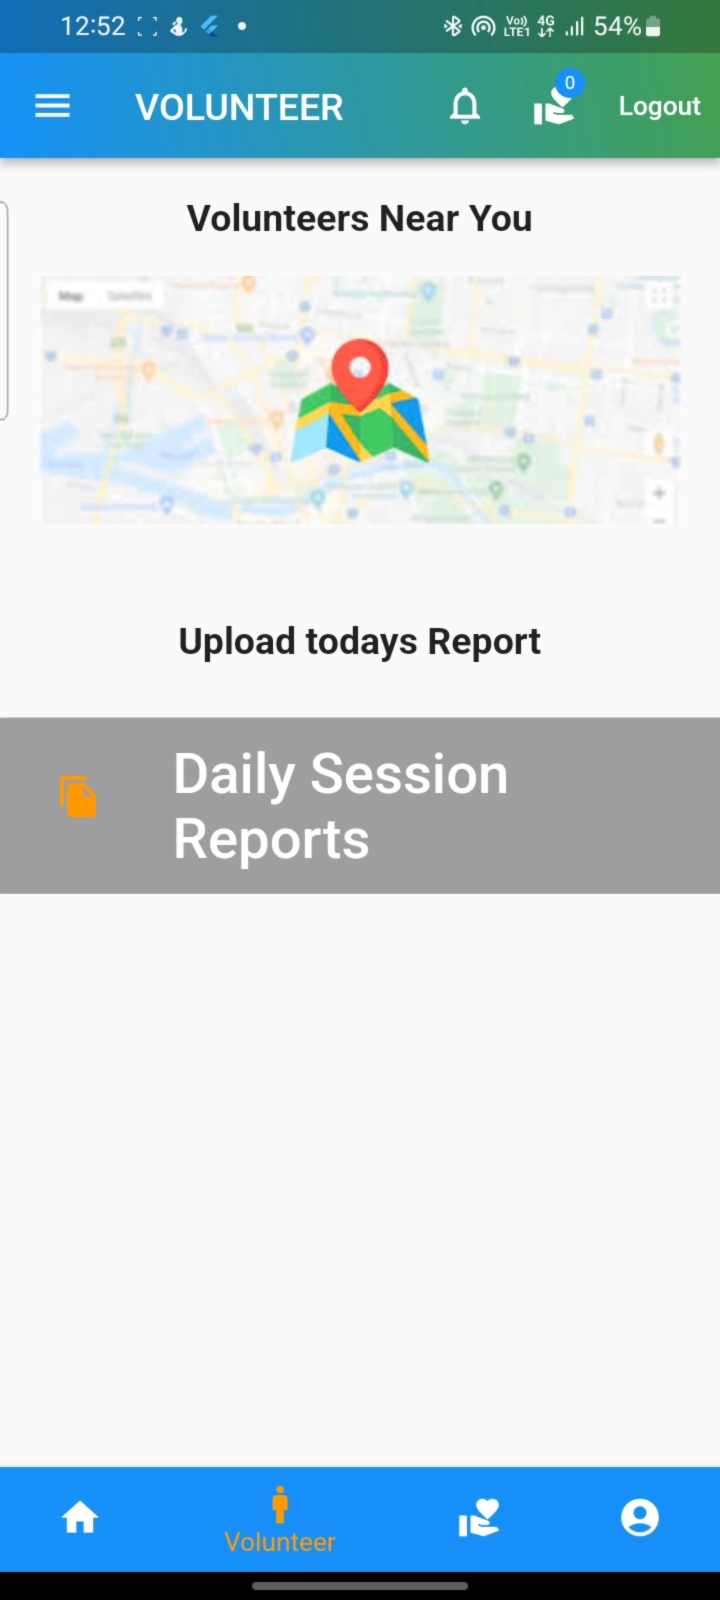 12:52 Vo)) LTE1 4G 54%
VOLUNTEER 0 Logout
Volunteers Near You
Map Satellite
Upload todays Report
Daily Session
Reports
Volunteer